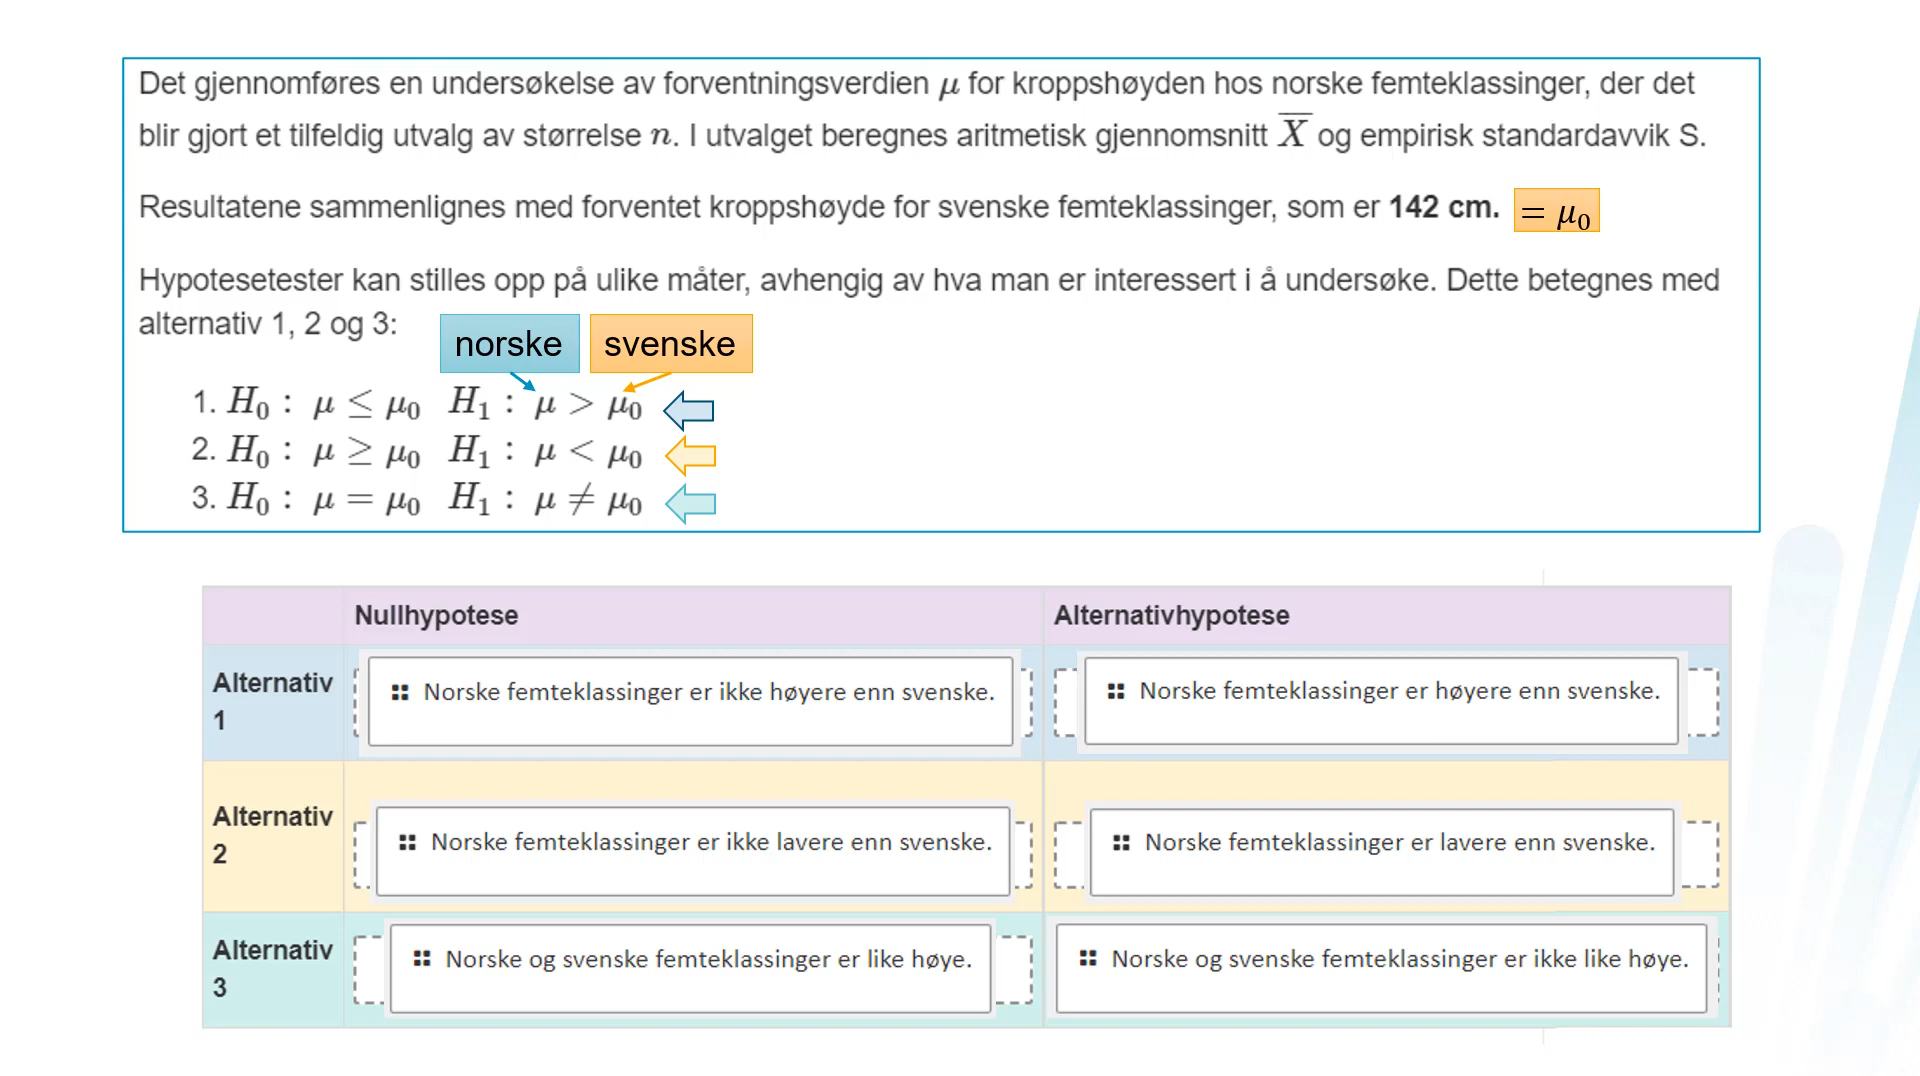 Det gjennomføres en undersøkelse av forventningsverdien μ for kroppshøyden hos norske femteklassinger, der det
blir gjort et tilfeldig utvalg av størrelse n. I utvalget beregnes aritmetisk gjennomsnitt X̅ og empirisk standardavvik S.
Resultatene sammenlignes med forventet kroppshøyde for svenske femteklassinger, som er 142 cm. = μ₀
Hypotesetester kan stilles opp på ulike måter, avhengig av hva man er interessert i å undersøke. Dette betegnes med
alternativ 1, 2 og 3:
norske svenske
1. H₀ : μ ≤ μ₀ H₁ : μ > μ₀
2. H₀ : μ ≥ μ₀ H₁ : μ < μ₀
3. H₀ : μ = μ₀ H₁ : μ ≠ μ₀
Nullhypotese Alternativhypotese
Alternativ
1
Norske femteklassinger er ikke høyere enn svenske. Norske femteklassinger er høyere enn svenske.
Alternativ
2
Norske femteklassinger er ikke lavere enn svenske. Norske femteklassinger er lavere enn svenske.
Alternativ
3
Norske og svenske femteklassinger er like høye. Norske og svenske femteklassinger er ikke like høye.